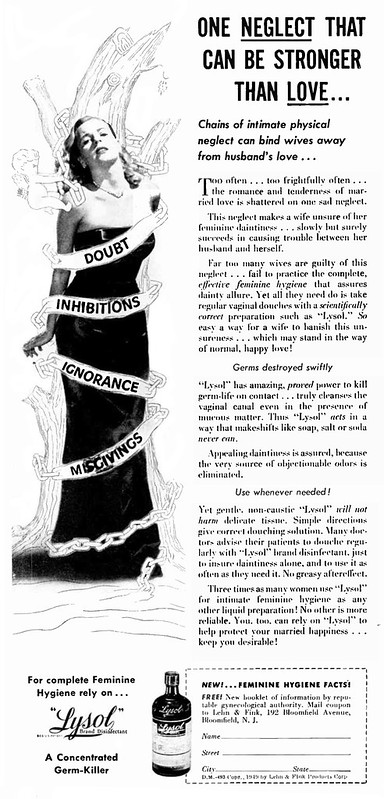 ONE NEGLECT THAT
CAN BE STRONGER
THAN LOVE...
Chains of intimate physical
neglect can bind wives away
from husband's love ...
DOUBT
INHIBITIONS
IGNORANCE
MISGIVINGS
Too often ... too frightfully often ...
the romance and tenderness of mar-
ried love is shattered on one sad neglect.
This neglect makes a wife unsure of her
feminine daintiness ... slowly but surely
succeeds in causing trouble between her
husband and herself.
Far too many wives are guilty of this
neglect ... fail to practice the complete,
effective feminine hygiene that assures
dainty allure. Yet all they need do is take
regular vaginal douches with a scientifically
correct preparation such as "Lysol." So
easy a way for a wife to banish this un-
sureness ... which may stand in the way
of normal, happy love!
Germs destroyed swiftly
"Lysol" has amazing, proved power to kill
germ-life on contact ... truly cleanses the
vaginal canal even in the presence of
mucous matter. Thus "Lysol" acts in a
way that makeshifts like soap, salt or soda
never can.
Appealing daintiness is assured, because
the very source of objectionable odors is
eliminated.
Use whenever needed!
Yet gentle, non-caustic "Lysol" will not
harm delicate tissue. Simple directions
give correct douching solution. Many doc-
tors advise their patients to douche regu-
larly with "Lysol" brand disinfectant, just
to insure daintiness alone, and to use it as
often as they need it. No greasy aftereffect.
Three times as many women use "Lysol"
for intimate feminine hygiene as any
other liquid preparation! No other is more
reliable. You, too, can rely on "Lysol" to
help protect your married happiness ...
keep you desirable!
For complete Feminine
Hygiene rely on ...
"Lysol"
Brand Disinfectant
A Concentrated
Germ-Killer
Lysol
NEW!...FEMININE HYGIENE FACTS!
FREE! New booklet of information by repu-
table gynecological authority. Mail coupon
to Lehn & Fink, 192 Bloomfield Avenue,
Bloomfield, N. J.
Name
Street
City State
D.M.-493 Copr., 1949 by Lehn & Fink Products Corp.